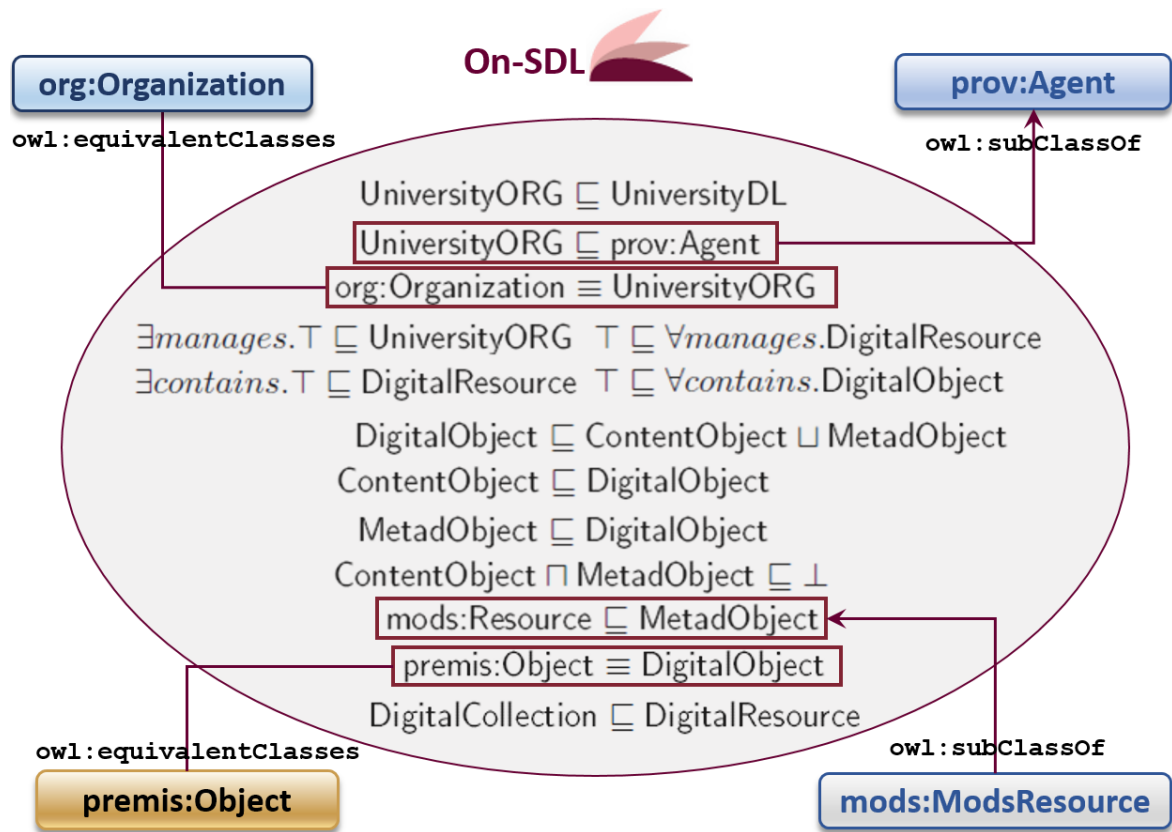 On-SDL
org:Organization
prov:Agent
owl:equivalentClasses
owl:subClassOf
UniversityORG ⊑ UniversityDL
UniversityORG ⊑ prov:Agent
org:Organization ≡ UniversityORG
∃manages.⊤ ⊑ UniversityORG ⊤ ⊑ ∀manages.DigitalResource
∃contains.⊤ ⊑ DigitalResource ⊤ ⊑ ∀contains.DigitalObject
DigitalObject ⊑ ContentObject ⊔ MetadObject
ContentObject ⊑ DigitalObject
MetadObject ⊑ DigitalObject
ContentObject ⊓ MetadObject ⊑ ⊥
mods:Resource ⊑ MetadObject
premis:Object ≡ DigitalObject
DigitalCollection ⊑ DigitalResource
owl:equivalentClasses
owl:subClassOf
premis:Object
mods:ModsResource